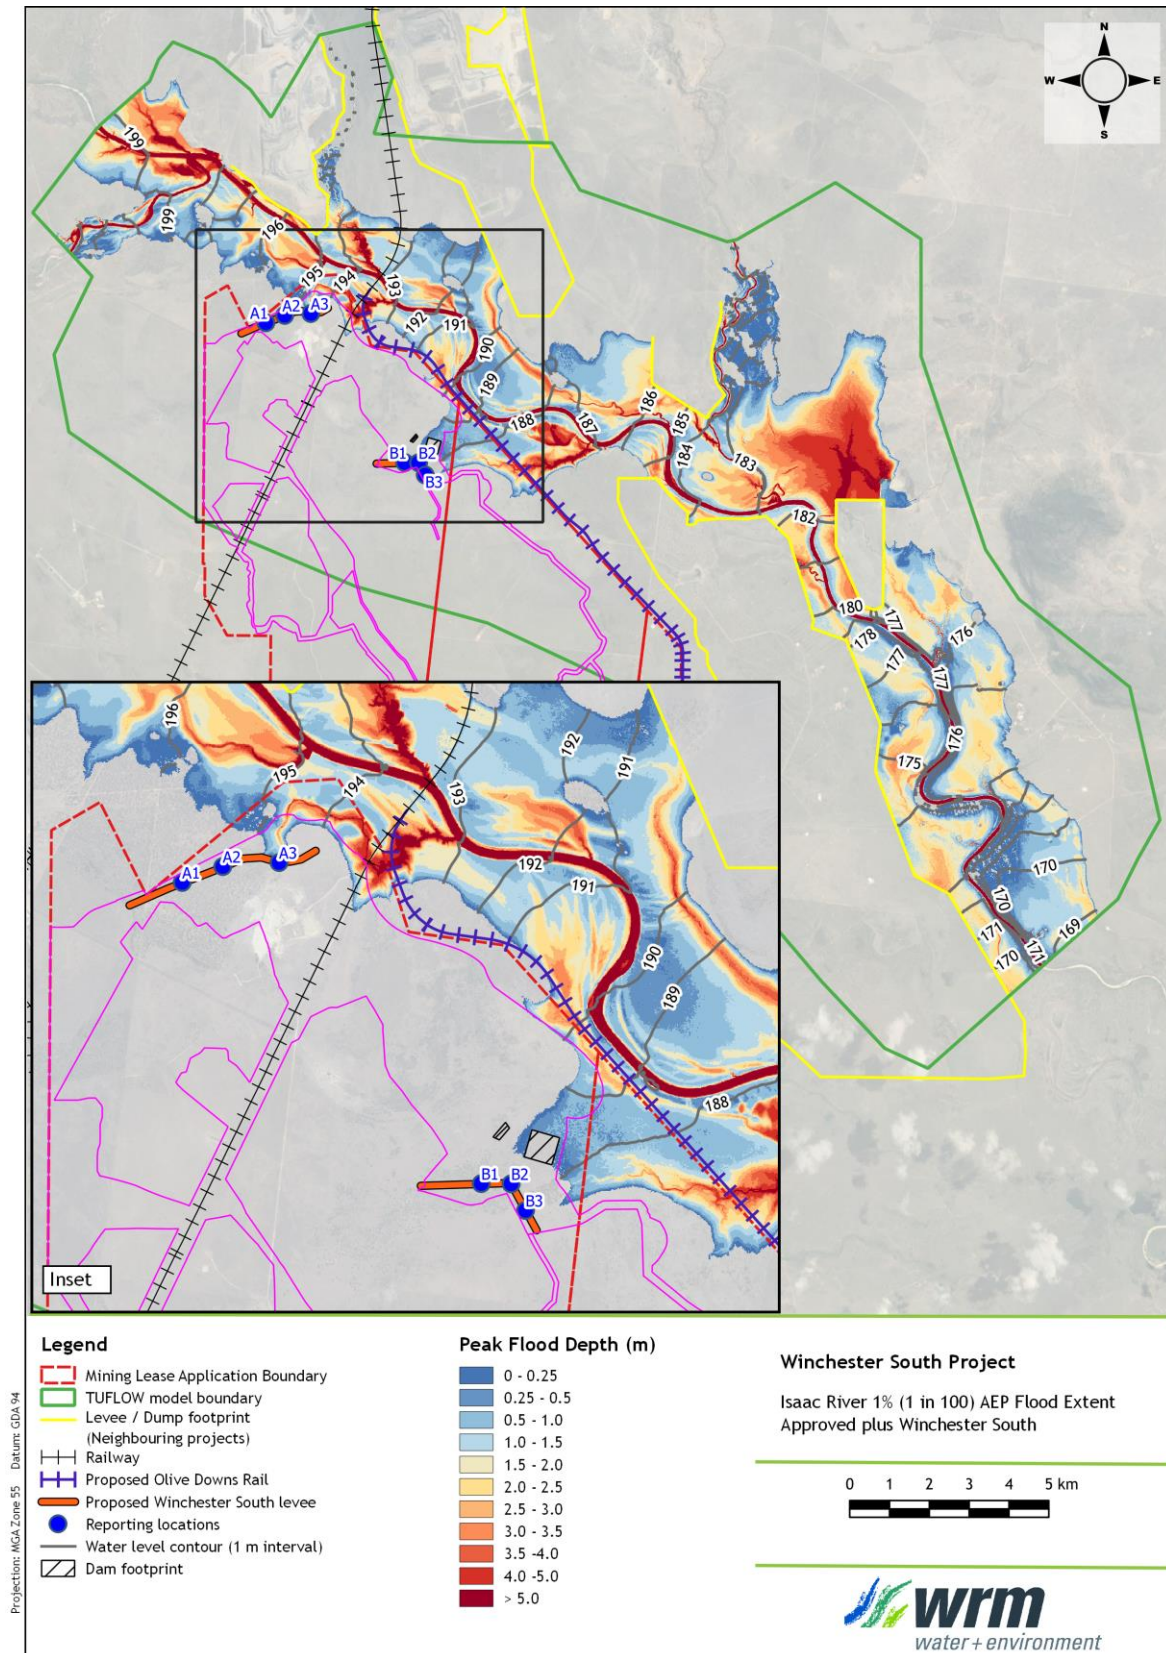 N
W E
S
199
199
196
195
194
193
192
191
190
189
188
187
186
185
184
183
182
180
178
177
177
177
176
176
175
170
170
171
170
171
169
A1
A2
A3
B1
B2
B3
196
195
194
193
192
191
192
191
190
189
188
A1
A2
A3
B1
B2
B3
Inset
Legend
Mining Lease Application Boundary
TUFLOW model boundary
Levee / Dump footprint
(Neighbouring projects)
Railway
Proposed Olive Downs Rail
Proposed Winchester South levee
Reporting locations
Water level contour (1 m interval)
Dam footprint
Peak Flood Depth (m)
0 - 0.25
0.25 - 0.5
0.5 - 1.0
1.0 - 1.5
1.5 - 2.0
2.0 - 2.5
2.5 - 3.0
3.0 - 3.5
3.5 -4.0
4.0 -5.0
> 5.0
Winchester South Project
Isaac River 1% (1 in 100) AEP Flood Extent
Approved plus Winchester South
0 1 2 3 4 5 km
wrm
water + environment
Projection: MGA Zone 55 Datum: GDA 94